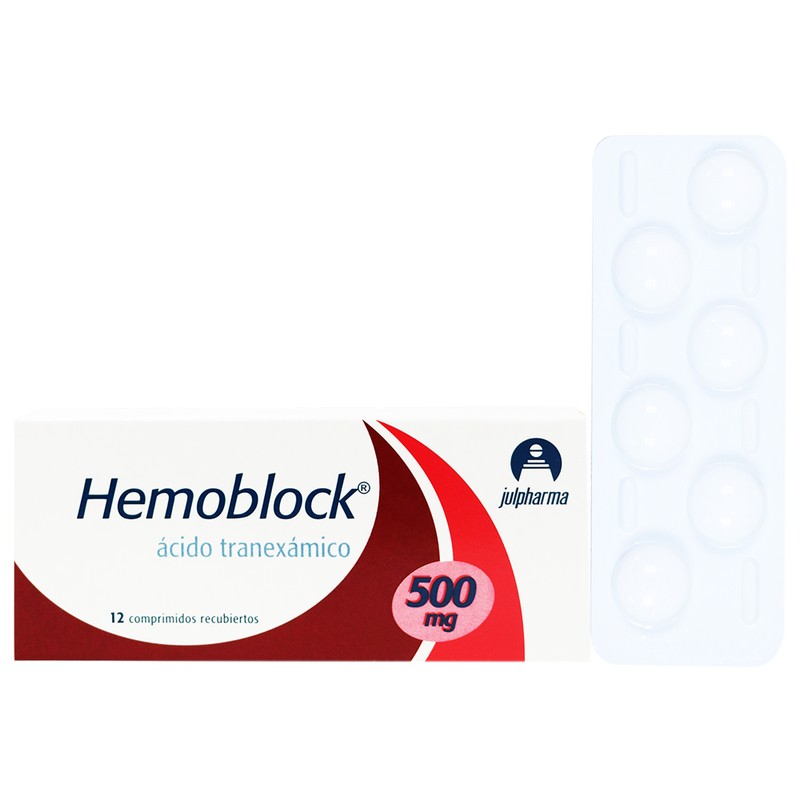 Hemoblock®
ácido tranexámico
12 comprimidos recubiertos
500
mg
julpharma